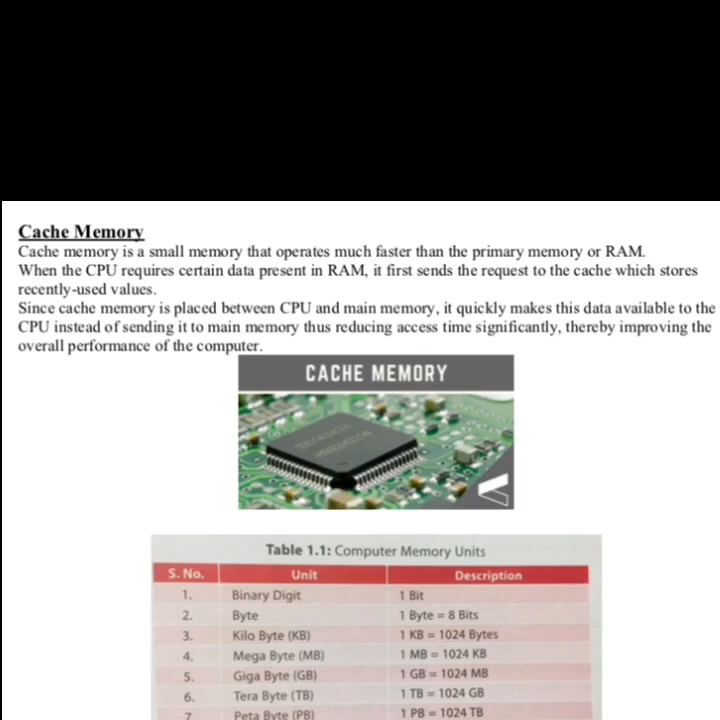 Cache Memory
Cache memory is a small memory that operates much faster than the primary memory or RAM.
When the CPU requires certain data present in RAM, it first sends the request to the cache which stores
recently-used values.
Since cache memory is placed between CPU and main memory, it quickly makes this data available to the
CPU instead of sending it to main memory thus reducing access time significantly, thereby improving the
overall performance of the computer.
CACHE MEMORY
Table 1.1: Computer Memory Units
S. No. Unit Description
1. Binary Digit 1 Bit
2. Byte 1 Byte = 8 Bits
3. Kilo Byte (KB) 1 KB = 1024 Bytes
4. Mega Byte (MB) 1 MB = 1024 KB
5. Giga Byte (GB) 1 GB = 1024 MB
6. Tera Byte (TB) 1 TB = 1024 GB
7. Peta Byte (PB) 1 PB = 1024 TB